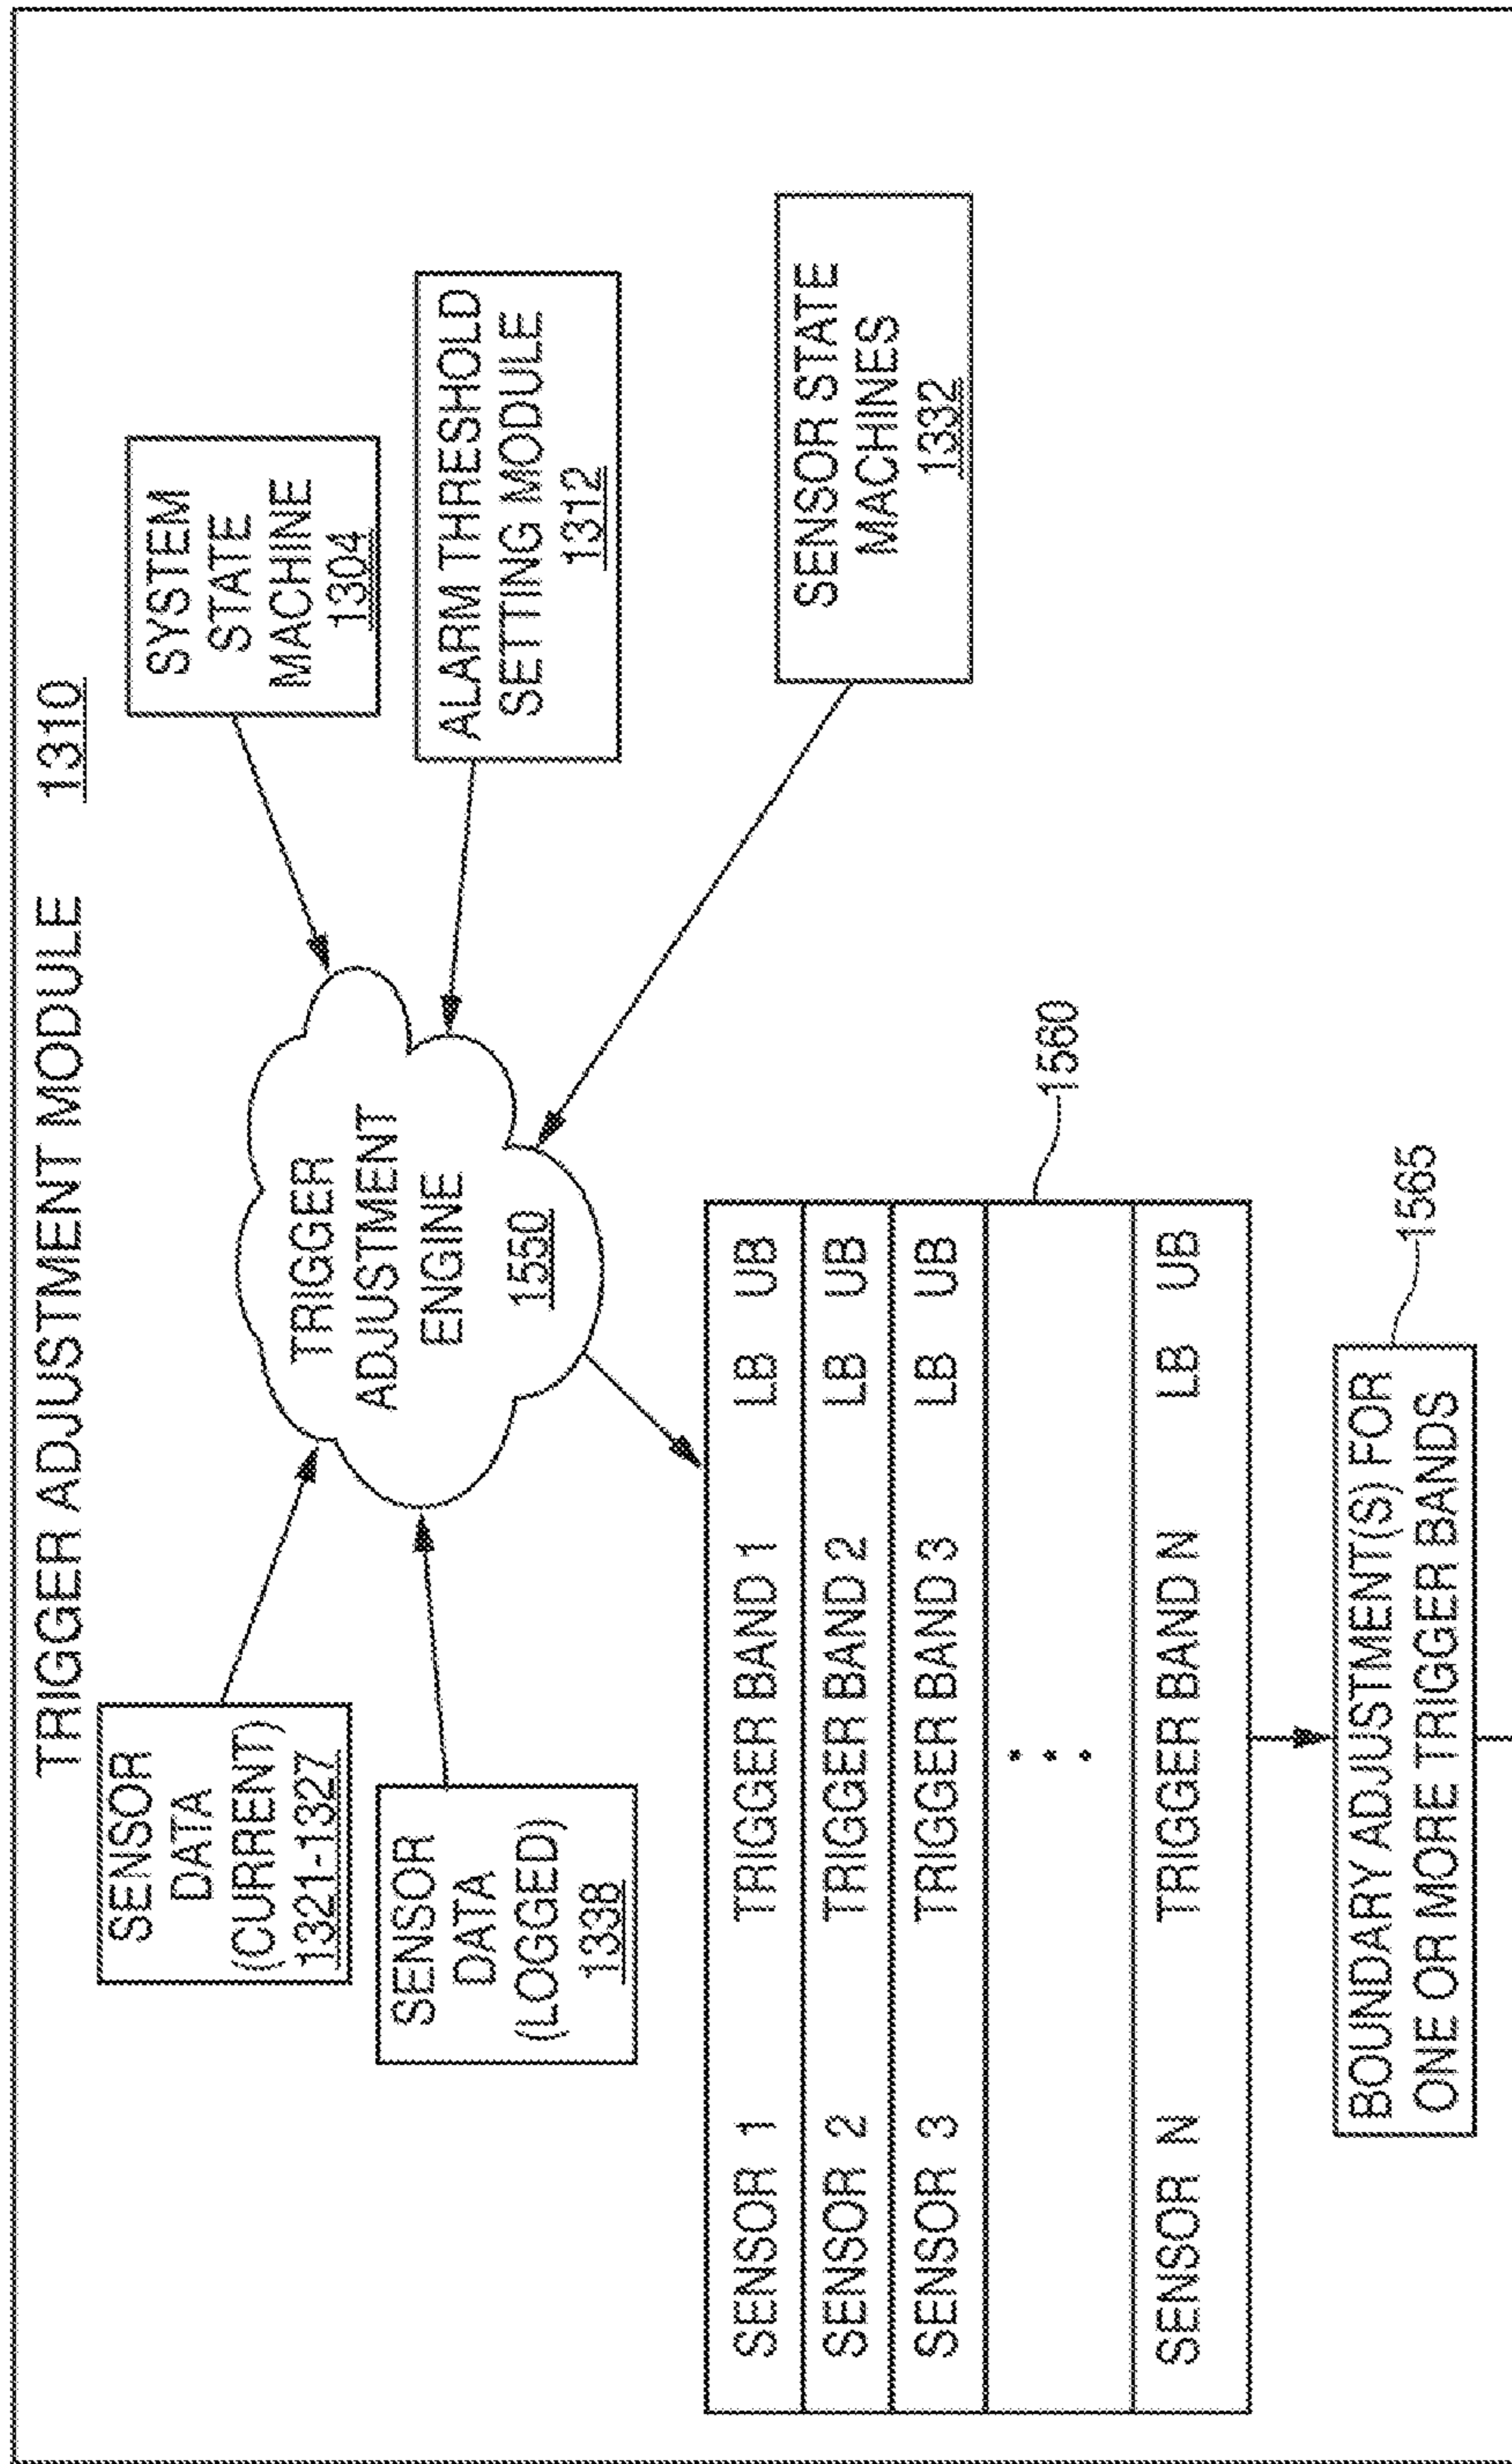 TRIGGER ADJUSTMENT MODULE 1310
SENSOR
DATA
(CURRENT)
1321-1327
SENSOR
DATA
(LOGGED)
1338
TRIGGER
ADJUSTMENT
ENGINE
1550
SYSTEM
STATE
MACHINE
1304
ALARM THRESHOLD
SETTING MODULE
1312
SENSOR STATE
MACHINES
1332
SENSOR 1 TRIGGER BAND 1 LB UB
SENSOR 2 TRIGGER BAND 2 LB UB
SENSOR 3 TRIGGER BAND 3 LB UB
SENSOR N TRIGGER BAND N LB UB
1560
BOUNDARY ADJUSTMENT(S) FOR
ONE OR MORE TRIGGER BANDS
1565